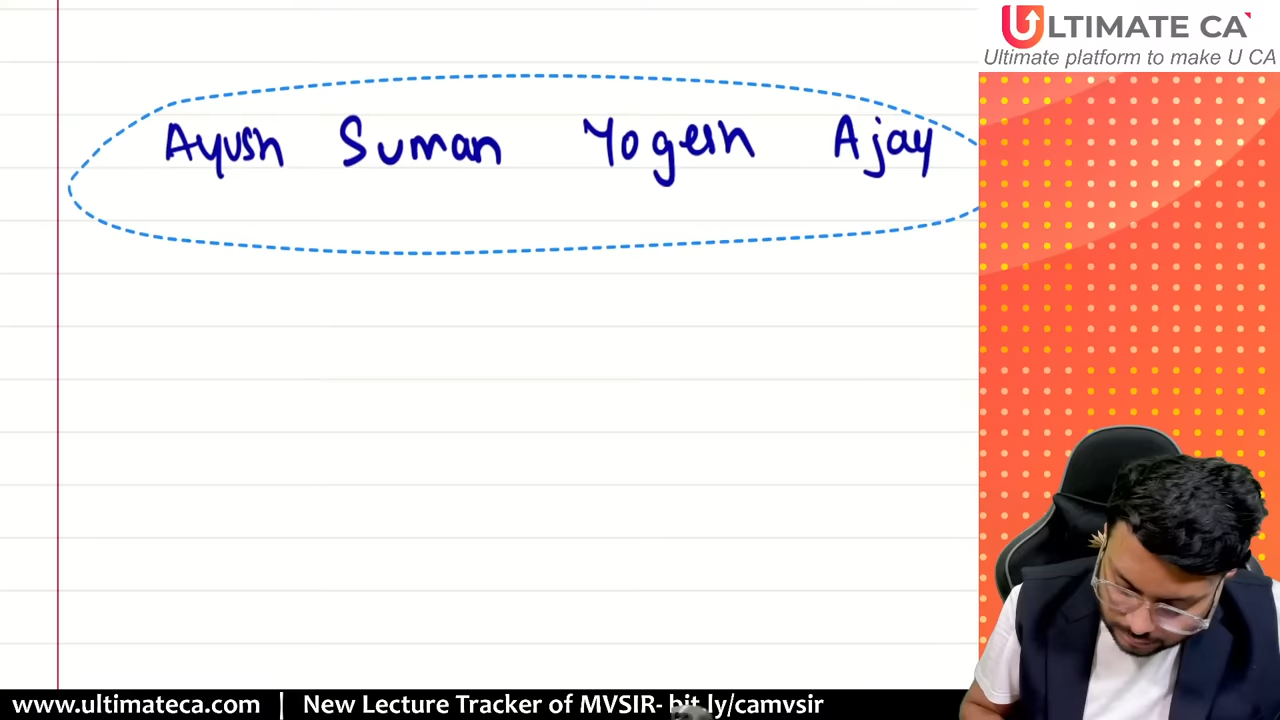 ULTIMATE CA
Ultimate platform to make U CA
Ayush Suman Yogesh Ajay
www.ultimateca.com | New Lecture Tracker of MVSIR- bit.ly/camvsir